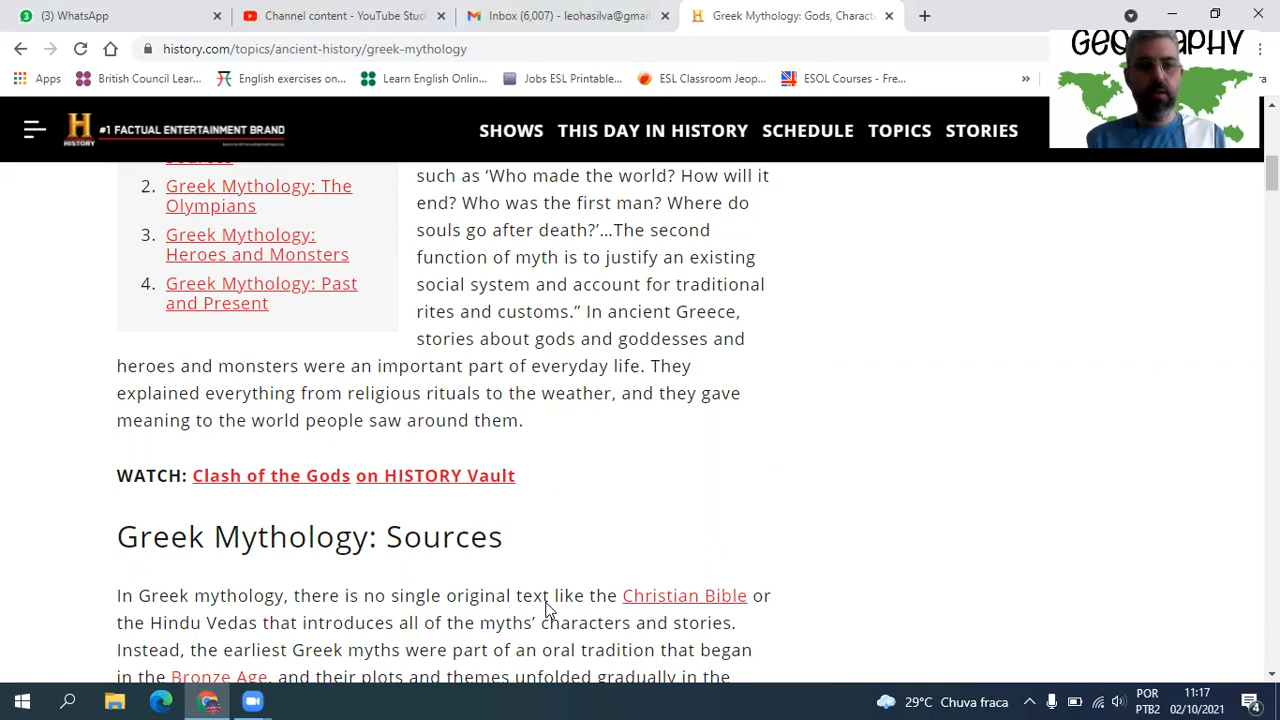 (3) WhatsApp
Channel content - YouTube Stud
Inbox (6,007) - leohasilva@gmail.
Greek Mythology: Gods, Charact
history.com/topics/ancient-history/greek-mythology
GEOGRAPHY
Apps
British Council Lear...
English exercises on...
Learn English Online...
Jobs ESL Printable...
ESL Classroom Jeop...
ESOL Courses - Fre...
»
H HISTORY
#1 FACTUAL ENTERTAINMENT BRAND
SHOWS THIS DAY IN HISTORY SCHEDULE TOPICS STORIES
Sources
2. Greek Mythology: The
Olympians
3. Greek Mythology:
Heroes and Monsters
4. Greek Mythology: Past
and Present
such as ‘Who made the world? How will it
end? Who was the first man? Where do
souls go after death?’…The second
function of myth is to justify an existing
social system and account for traditional
rites and customs.” In ancient Greece,
stories about gods and goddesses and
heroes and monsters were an important part of everyday life. They
explained everything from religious rituals to the weather, and they gave
meaning to the world people saw around them.
WATCH: Clash of the Gods on HISTORY Vault
Greek Mythology: Sources
In Greek mythology, there is no single original text like the Christian Bible or
the Hindu Vedas that introduces all of the myths’ characters and stories.
Instead, the earliest Greek myths were part of an oral tradition that began
in the Bronze Age, and their plots and themes unfolded gradually in the
29°C Chuva fraca
POR
PTB2
11:17
02/10/2021
4